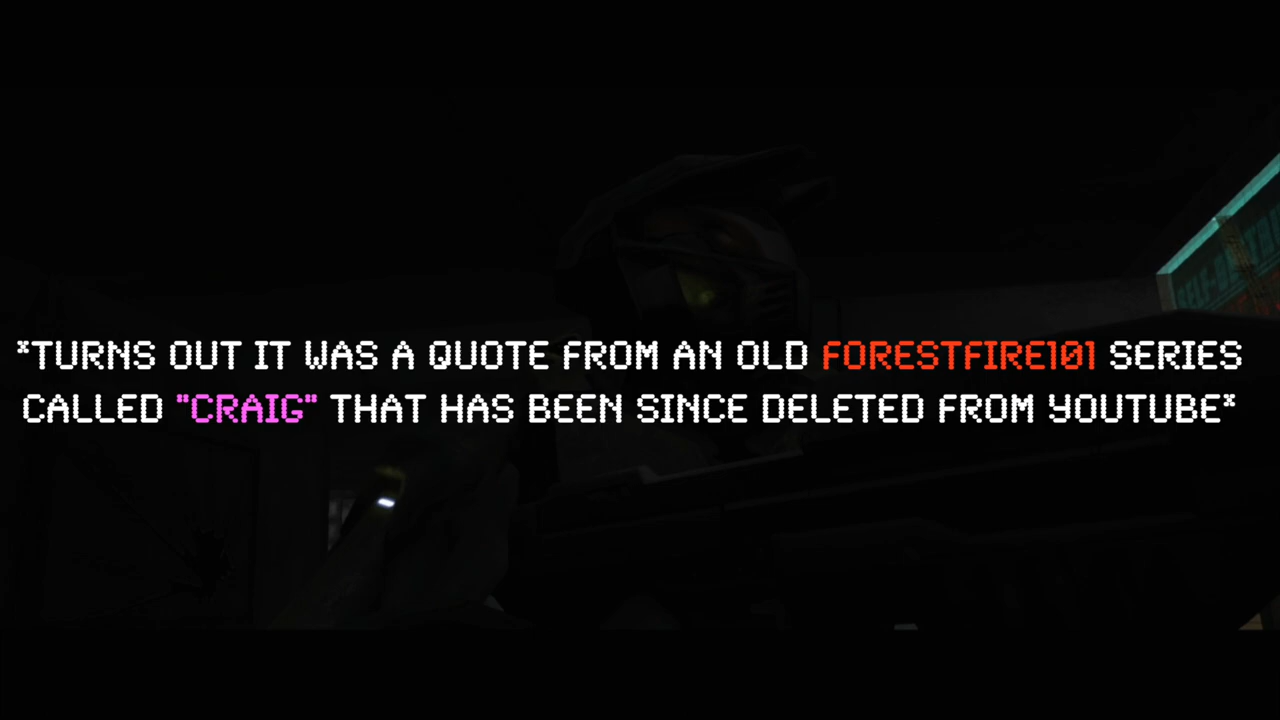 *TURNS OUT IT WAS A QUOTE FROM AN OLD FORESTFIRE101 SERIES
CALLED "CRAIG" THAT HAS BEEN SINCE DELETED FROM YOUTUBE*